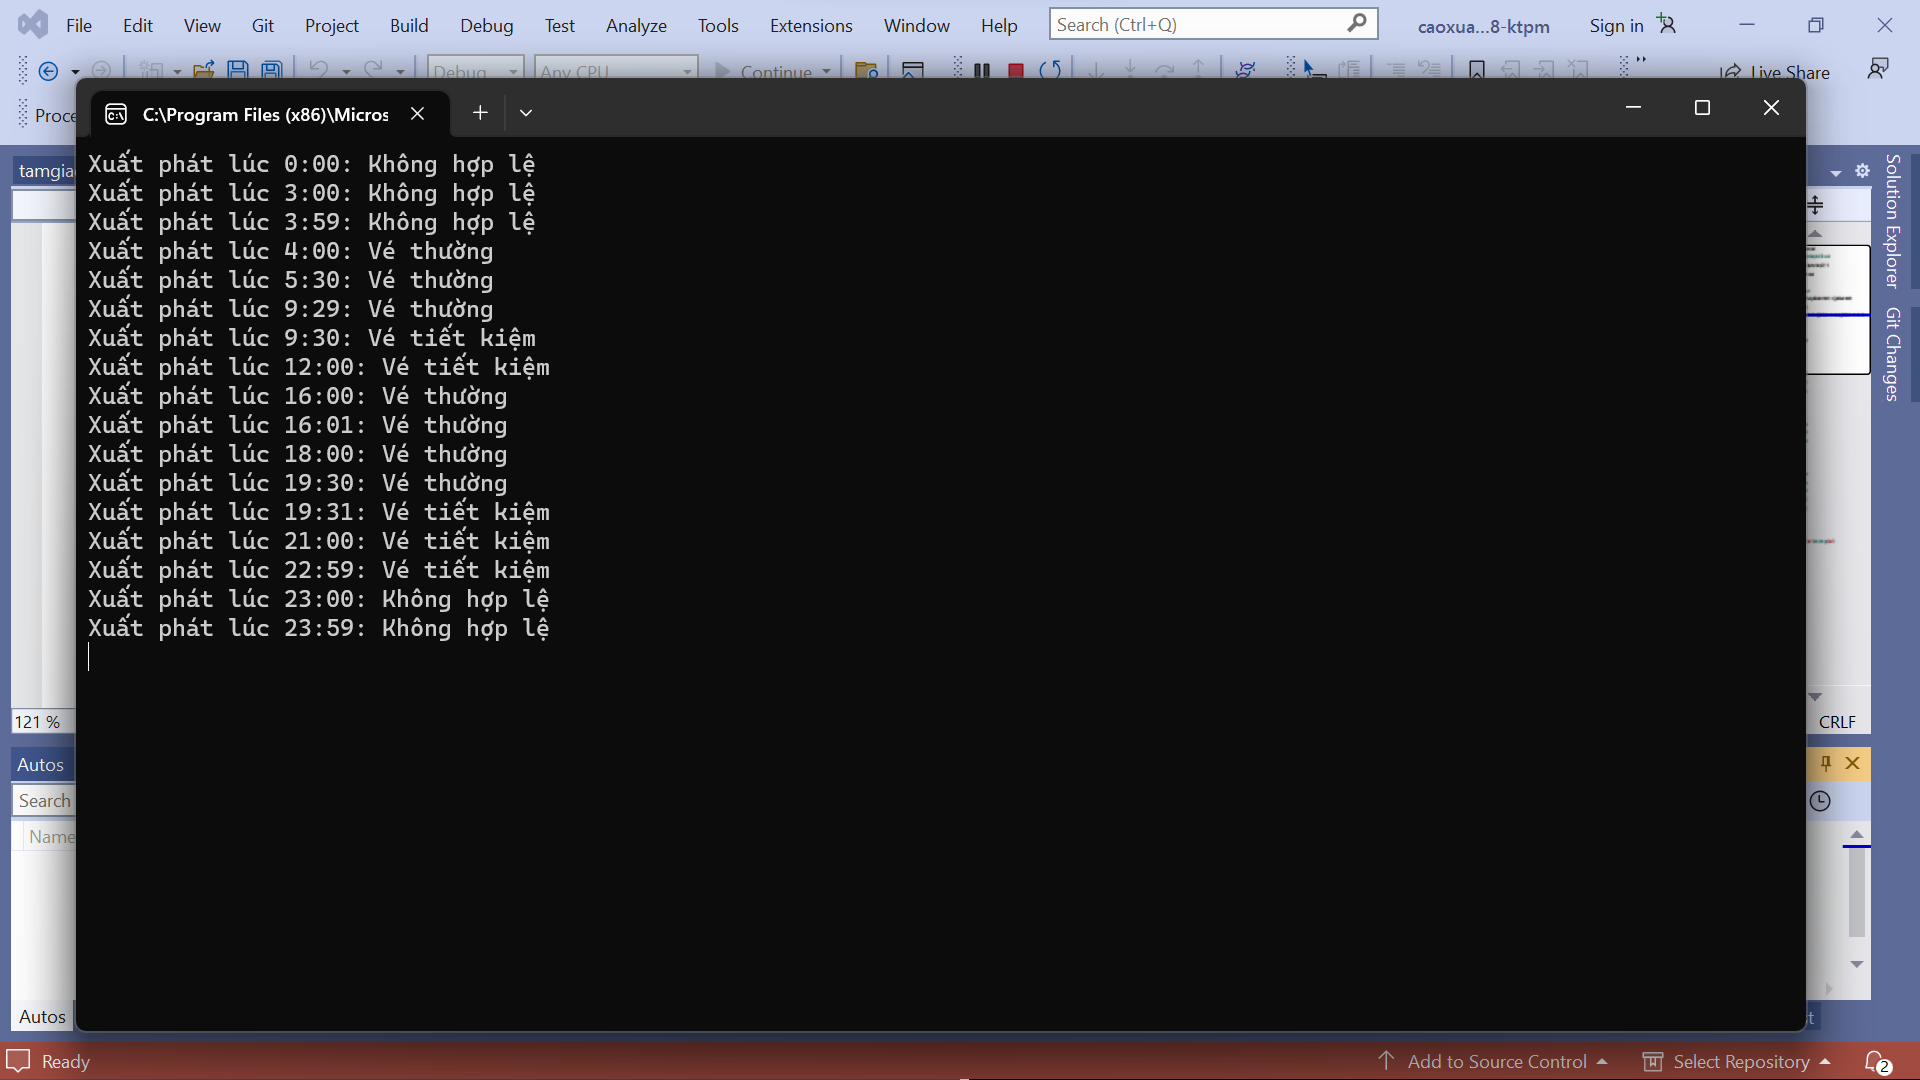 File Edit View Git Project Build Debug Test Analyze Tools Extensions Window Help Search (Ctrl+Q) caoxua...8-ktpm Sign in
Debug Any CPU Continue Live Share
Proce
C:\Program Files (x86)\Micros
tamgia
Xuất phát lúc 0:00: Không hợp lệ
Xuất phát lúc 3:00: Không hợp lệ
Xuất phát lúc 3:59: Không hợp lệ
Xuất phát lúc 4:00: Vé thường
Xuất phát lúc 5:30: Vé thường
Xuất phát lúc 9:29: Vé thường
Xuất phát lúc 9:30: Vé tiết kiệm
Xuất phát lúc 12:00: Vé tiết kiệm
Xuất phát lúc 16:00: Vé thường
Xuất phát lúc 16:01: Vé thường
Xuất phát lúc 18:00: Vé thường
Xuất phát lúc 19:30: Vé thường
Xuất phát lúc 19:31: Vé tiết kiệm
Xuất phát lúc 21:00: Vé tiết kiệm
Xuất phát lúc 22:59: Vé tiết kiệm
Xuất phát lúc 23:00: Không hợp lệ
Xuất phát lúc 23:59: Không hợp lệ
Solution Explorer
Git Changes
121 %
CRLF
Autos
Search
Name
Autos
Ready
Add to Source Control
Select Repository
2